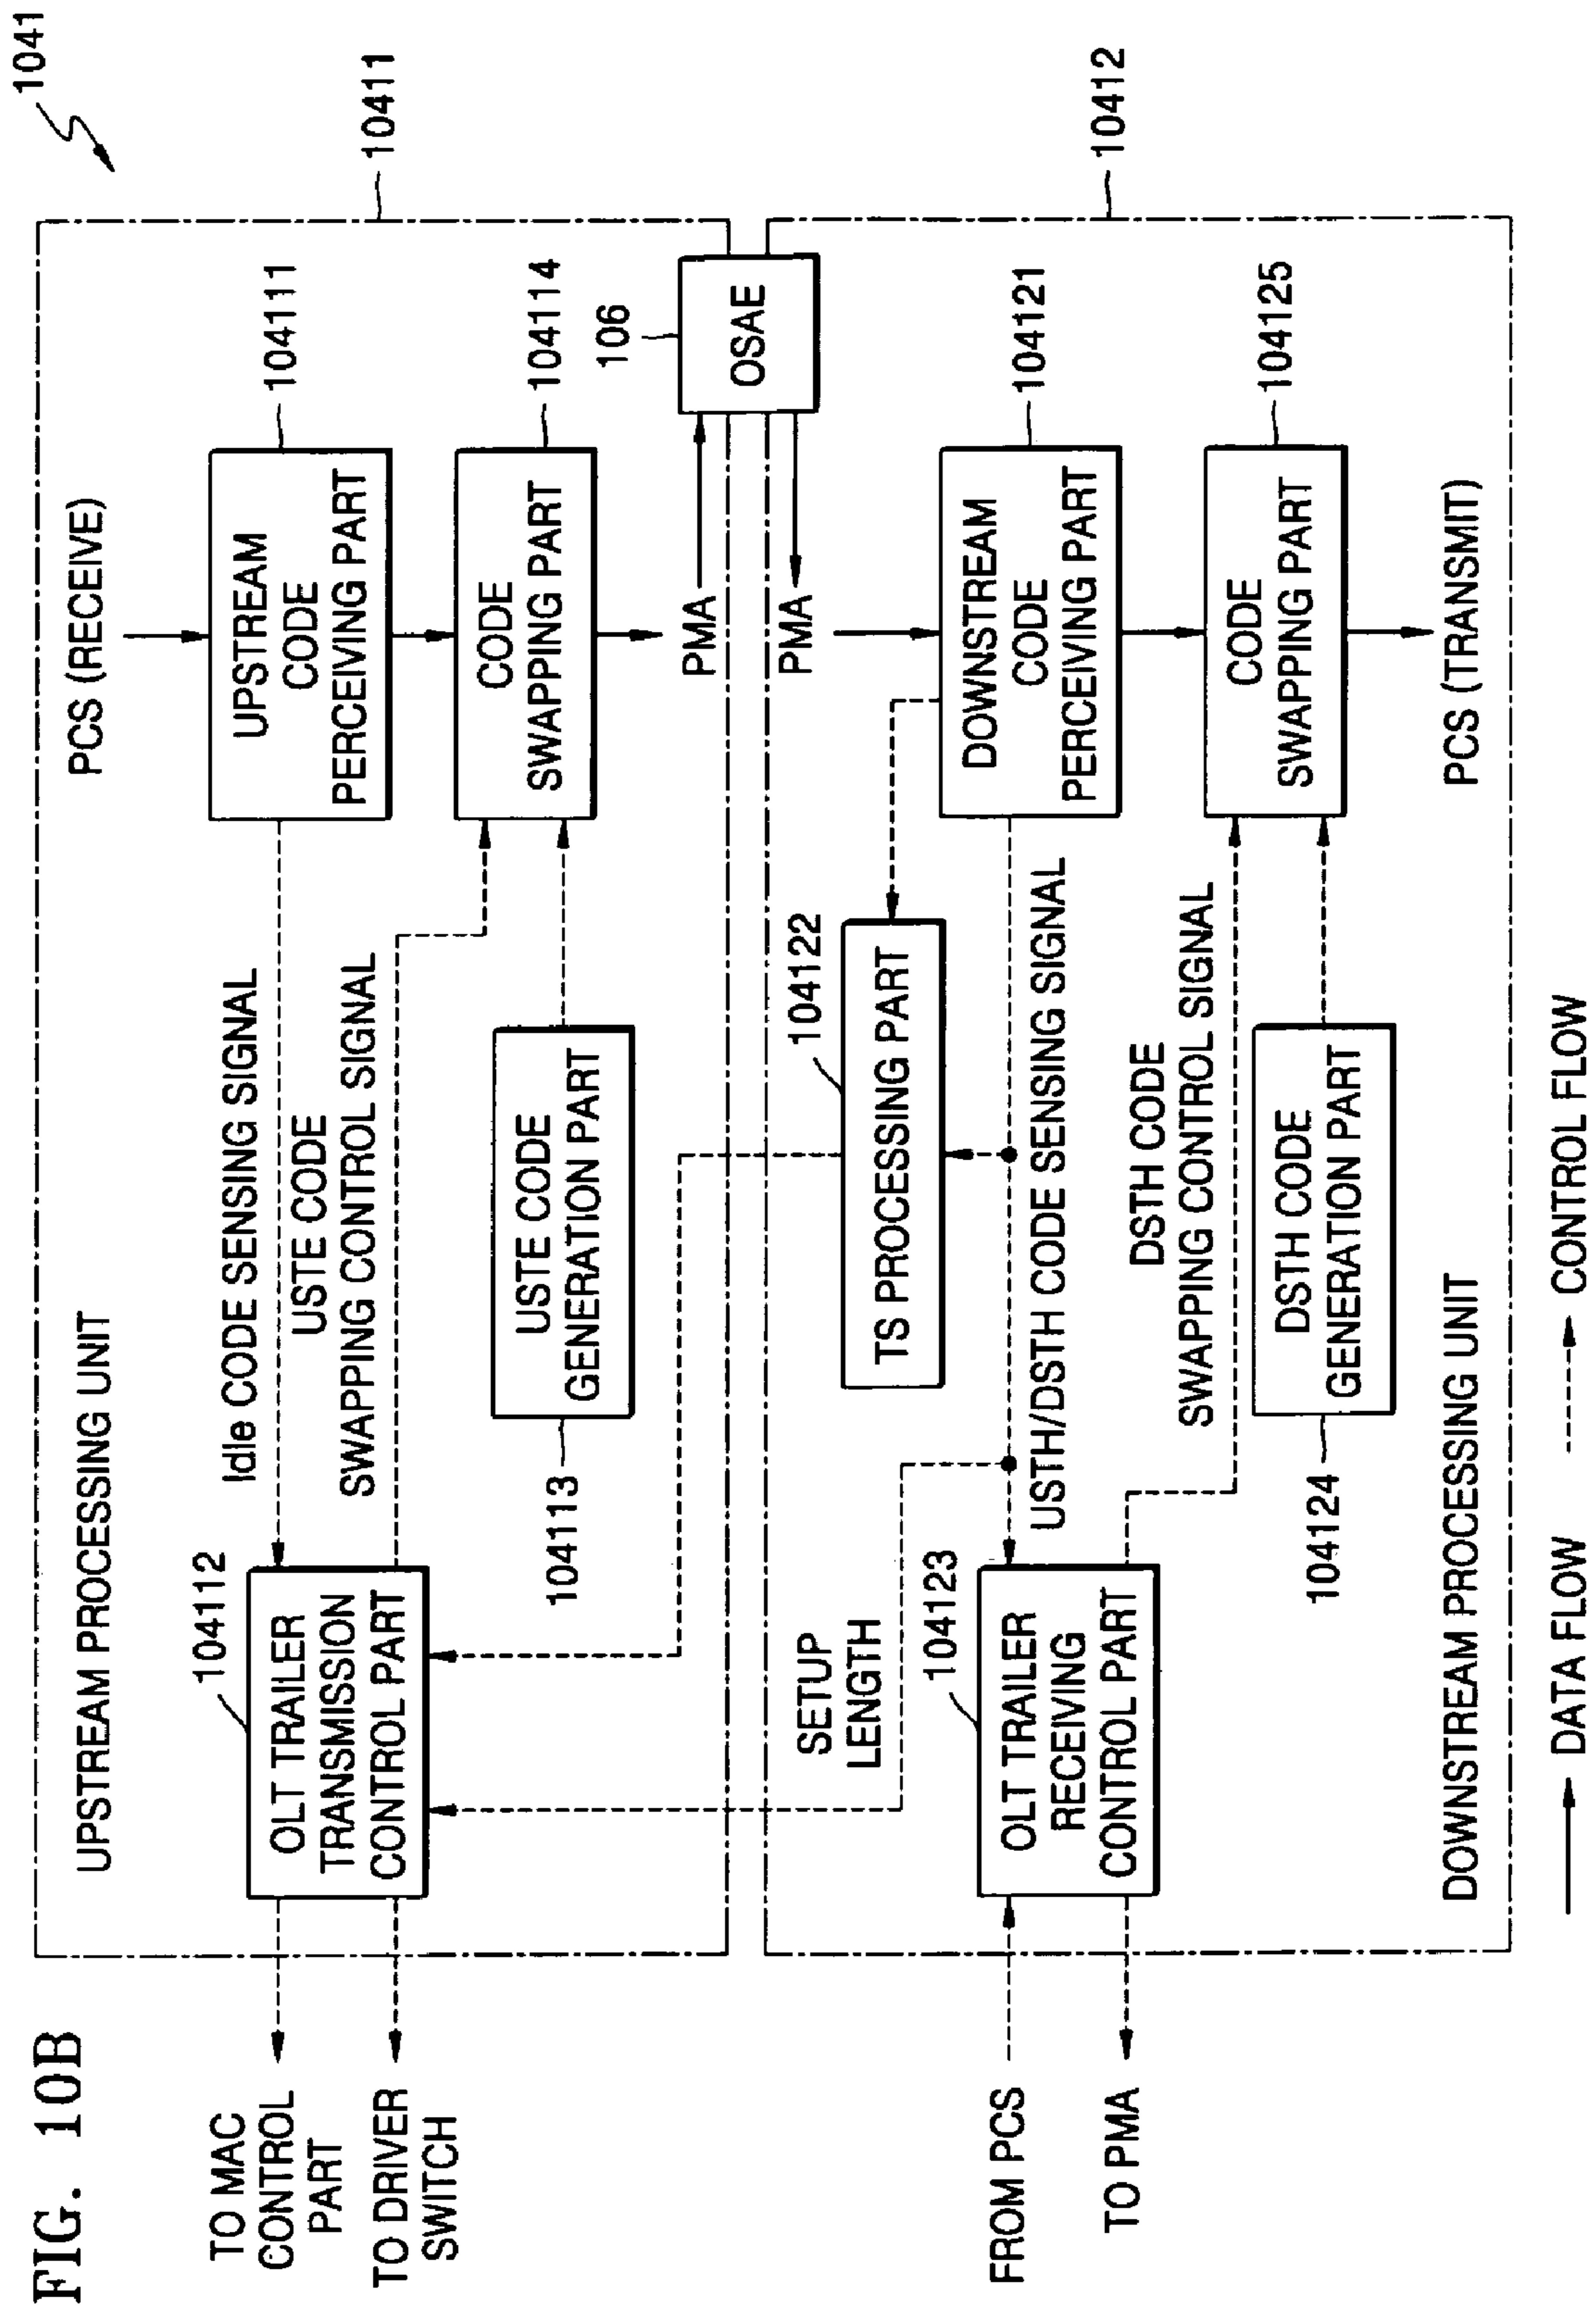 FIG. 10B
1041
UPSTREAM PROCESSING UNIT
10411
PCS (RECEIVE)
TO MAC
CONTROL
PART
TO DRIVER
SWITCH
104112
OLT TRAILER
TRANSMISSION
CONTROL PART
Idle CODE SENSING SIGNAL
USTE CODE
SWAPPING CONTROL SIGNAL
UPSTREAM
CODE
PERCEIVING PART
104111
104113
USTE CODE
GENERATION PART
CODE
SWAPPING PART
104114
PMA
106
OSAE
PMA
10412
SETUP
LENGTH
104122
TS PROCESSING PART
FROM PCS
TO PMA
104123
OLT TRAILER
RECEIVING
CONTROL PART
USTH/DSTH CODE SENSING SIGNAL
DOWNSTREAM
CODE
PERCEIVING PART
104121
DSTH CODE
SWAPPING CONTROL SIGNAL
104124
DSTH CODE
GENERATION PART
CODE
SWAPPING PART
104125
DOWNSTREAM PROCESSING UNIT
PCS (TRANSMIT)
DATA FLOW
CONTROL FLOW